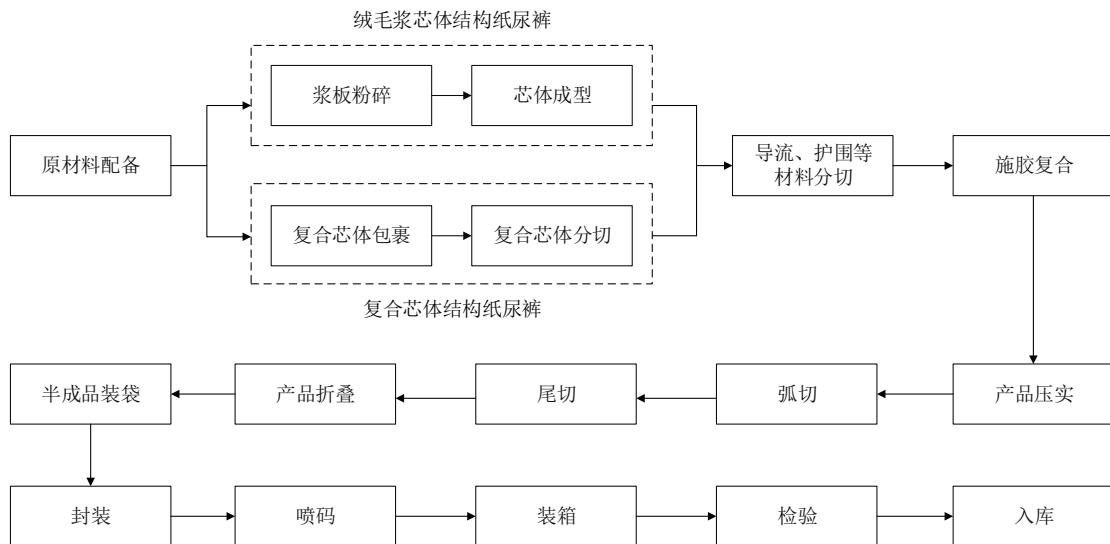 绒毛浆芯体结构纸尿裤
浆板粉碎
芯体成型
原材料配备
导流、护围等
材料分切
施胶复合
复合芯体包裹
复合芯体分切
复合芯体结构纸尿裤
半成品装袋
产品折叠
尾切
弧切
产品压实
封装
喷码
装箱
检验
入库